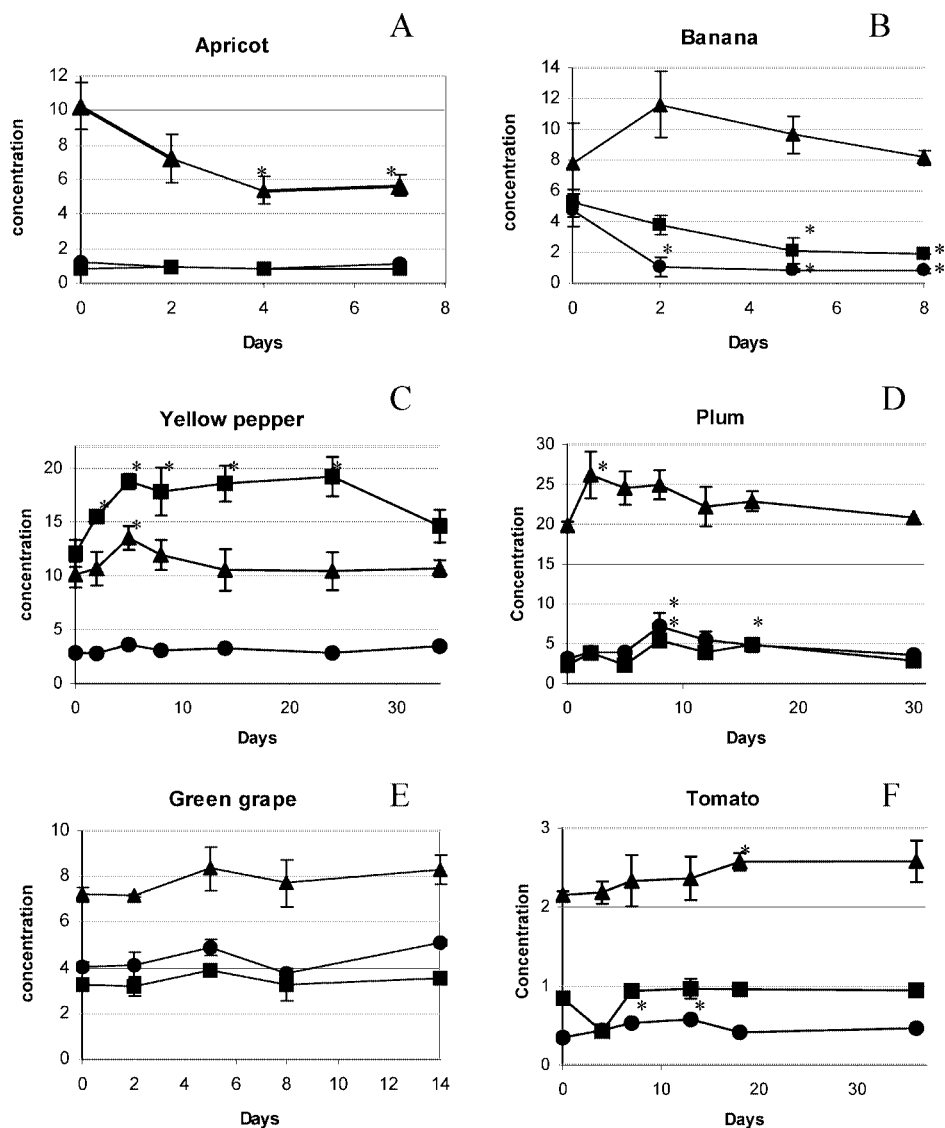 A
Apricot
concentration
12
10
8
6
4
2
0
* *
0 2 4 6 8
Days
B
Banana
concentration
14
12
10
8
6
4
2
0
* * * * *
0 2 4 6 8
Days
C
Yellow pepper
concentration
20
15
10
5
0
* * * * * *
0 10 20 30
Days
D
Plum
Concentration
30
25
20
15
10
5
0
* * * *
0 10 20 30
Days
E
Green grape
concentration
10
8
6
4
2
0
0 2 4 6 8 10 12 14
Days
F
Tomato
Concentration
3
2
1
0
* * *
0 10 20 30
Days